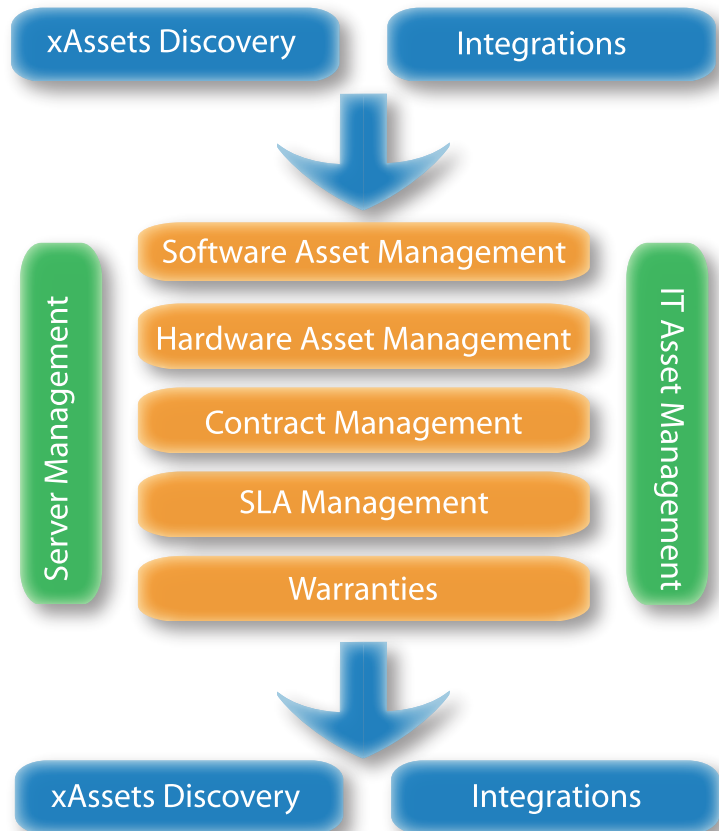 xAssets Discovery
Integrations
Software Asset Management
Hardware Asset Management
Contract Management
SLA Management
Warranties
Server Management
IT Asset Management
xAssets Discovery
Integrations